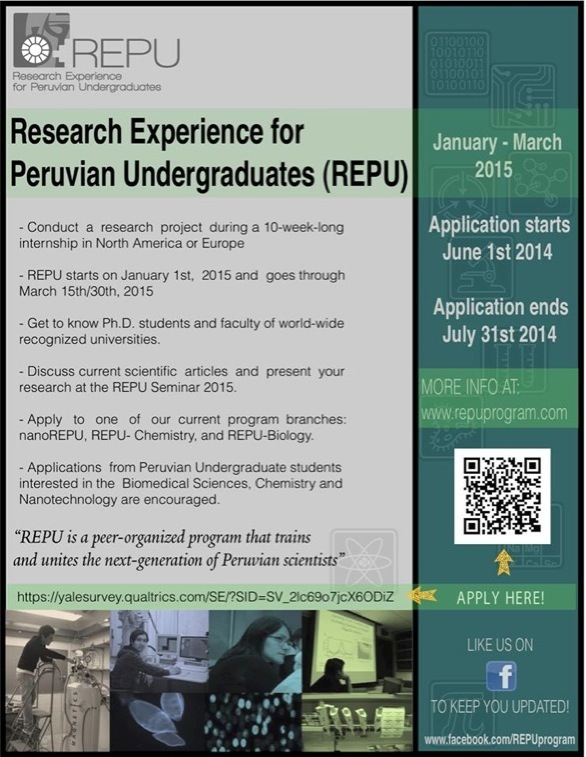 REPU
Research Experience
for Peruvian Undergraduates
Research Experience for
Peruvian Undergraduates (REPU)
- Conduct a research project during a 10-week-long
internship in North America or Europe
- REPU starts on January 1st, 2015 and goes through
March 15th/30th, 2015
- Get to know Ph.D. students and faculty of world-wide
recognized universities.
- Discuss current scientific articles and present your
research at the REPU Seminar 2015.
- Apply to one of our current program branches:
nanoREPU, REPU- Chemistry, and REPU-Biology.
- Applications from Peruvian Undergraduate students
interested in the Biomedical Sciences, Chemistry and
Nanotechnology are encouraged.
“REPU is a peer-organized program that trains
and unites the next-generation of Peruvian scientists”
https://yalesurvey.qualtrics.com/SE/?SID=SV_2lc69o7jcX6ODiZ
MAGNETICS
01100100
10010110
01101001
10010110
January - March
2015
Application starts
June 1st 2014
Application ends
July 31st 2014
MORE INFO AT:
www.repuprogram.com
Na Mg
APPLY HERE!
LIKE US ON
f
TO KEEP YOU UPDATED!
www.facebook.com/REPUprogram